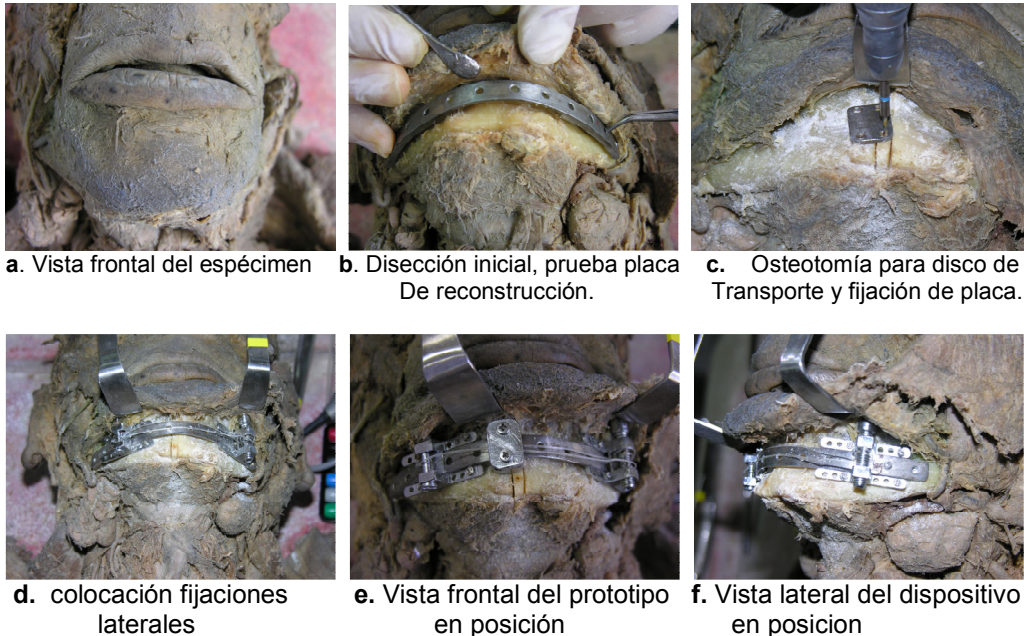 a. Vista frontal del espécimen
b. Disección inicial, prueba placa
De reconstrucción.
c. Osteotomía para disco de
Transporte y fijación de placa.
d. colocación fijaciones
laterales
e. Vista frontal del prototipo
en posición
f. Vista lateral del dispositivo
en posicion